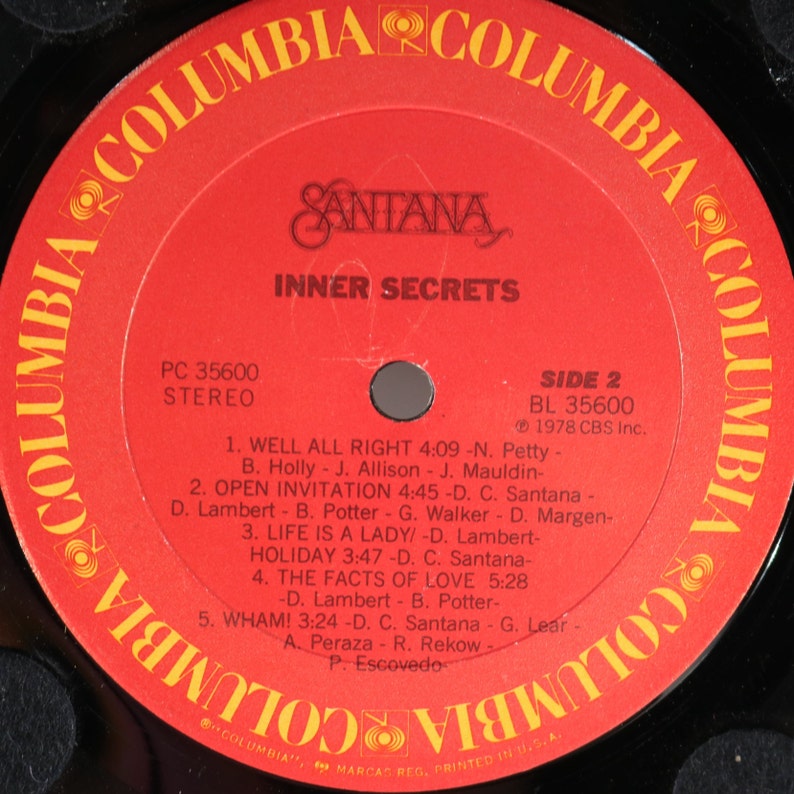 COLUMBIA COLUMBIA COLUMBIA COLUMBIA COLUMBIA COLUMBIA COLUMBIA COLUMBIA
SANTANA
INNER SECRETS
PC 35600
STEREO
SIDE 2
BL 35600
℗ 1978 CBS Inc.
1. WELL ALL RIGHT 4:09 -N. Petty -
B. Holly - J. Allison - J. Mauldin-
2. OPEN INVITATION 4:45 -D. C. Santana -
D. Lambert - B. Potter - G. Walker - D. Margen-
3. LIFE IS A LADY/ -D. Lambert-
HOLIDAY 3:47 -D. C. Santana-
4. THE FACTS OF LOVE 5:28
-D. Lambert - B. Potter-
5. WHAM! 3:24 -D. C. Santana - G. Lear -
A. Peraza - R. Rekow -
P. Escovedo-
®"COLUMBIA", MARCAS REG. PRINTED IN U.S.A.